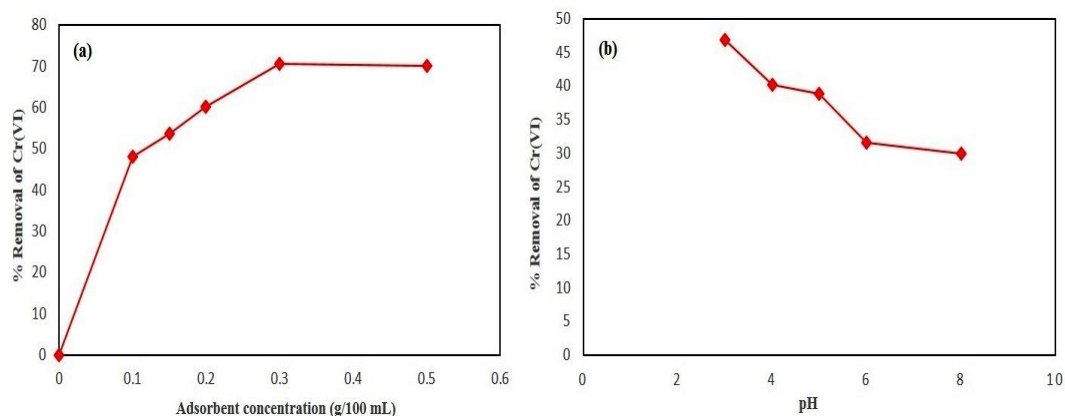 (a)
% Removal of Cr(VI)
80
70
60
50
40
30
20
10
0
0 0.1 0.2 0.3 0.4 0.5 0.6
Adsorbent concentration (g/100 mL)
(b)
% Removal of Cr(VI)
50
45
40
35
30
25
20
15
10
5
0
0 2 4 6 8 10
pH